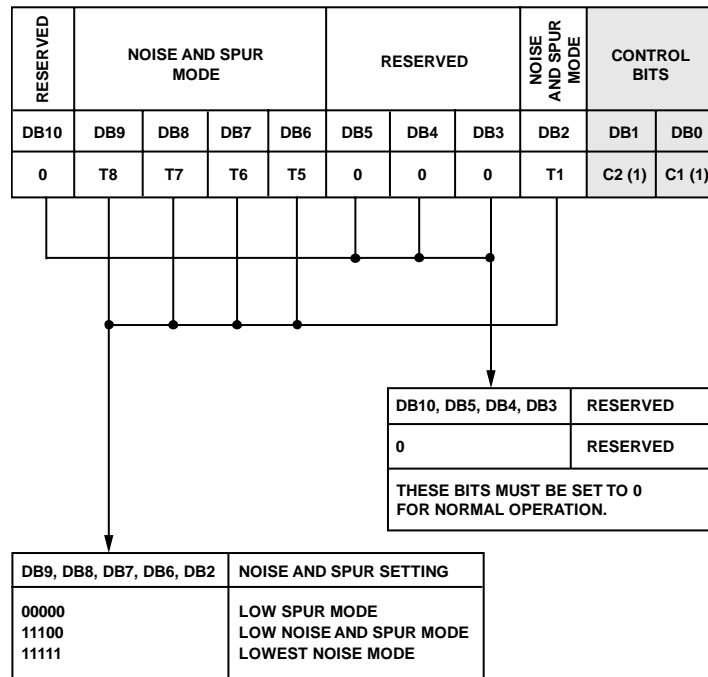 RESERVED
NOISE AND SPUR
MODE
RESERVED
NOISE
AND SPUR
MODE
CONTROL
BITS
DB10 DB9 DB8 DB7 DB6 DB5 DB4 DB3 DB2 DB1 DB0
0 T8 T7 T6 T5 0 0 0 T1 C2 (1) C1 (1)
DB10, DB5, DB4, DB3 RESERVED
0 RESERVED
THESE BITS MUST BE SET TO 0
FOR NORMAL OPERATION.
DB9, DB8, DB7, DB6, DB2 NOISE AND SPUR SETTING
00000 LOW SPUR MODE
11100 LOW NOISE AND SPUR MODE
11111 LOWEST NOISE MODE